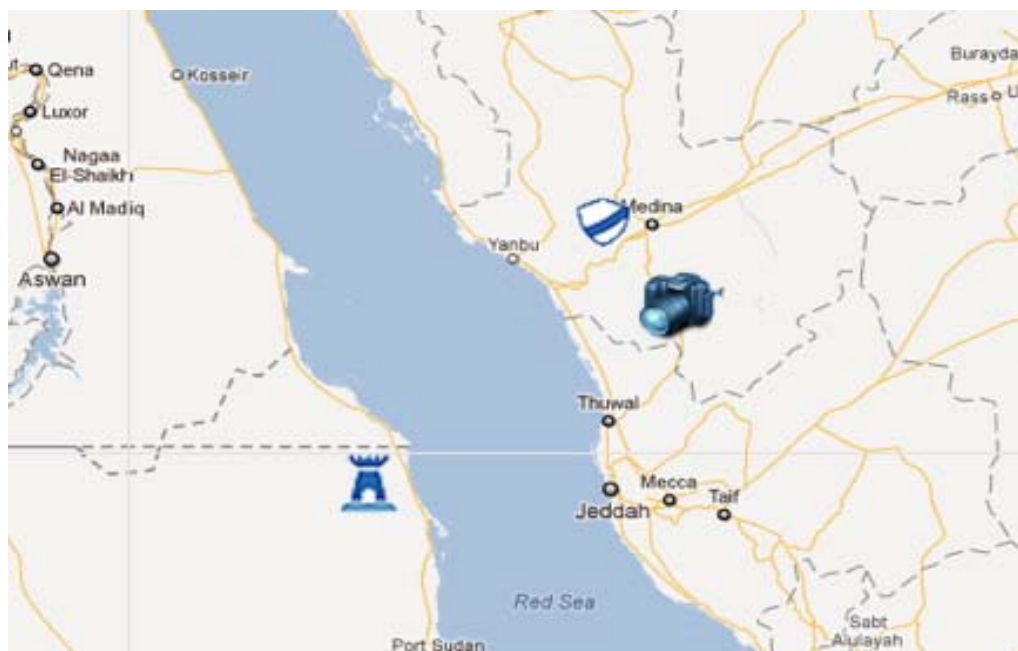 Burayda
Qena
Kosseir
Rass
Luxor
Nagaa
El-Shaikh
Al Madiq
Medina
Yanbu
Aswan
Thuwal
Mecca
Taif
Jeddah
Red Sea
Sabt
Alulayah
Port Sudan